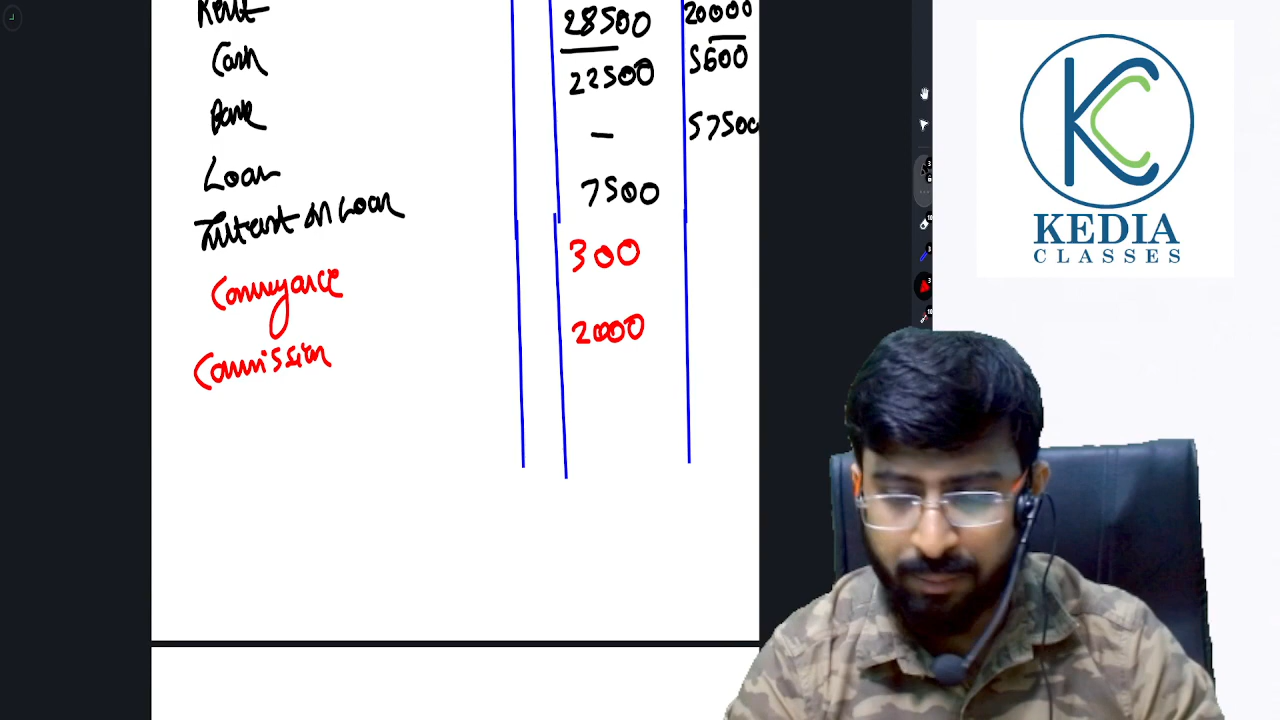 Rent 28500 20000
Cash 22500 5600
Bank — 57500
Loan 7500
Interest on Loan
Conveyance 300
Commission 2000
KC
KEDIA
CLASSES